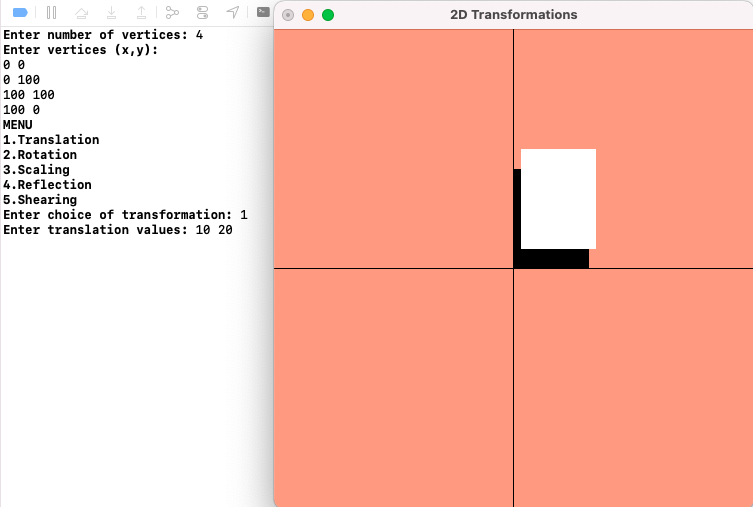 2D Transformations
Enter number of vertices: 4
Enter vertices (x,y):
0 0
0 100
100 100
100 0
MENU
1.Translation
2.Rotation
3.Scaling
4.Reflection
5.Shearing
Enter choice of transformation: 1
Enter translation values: 10 20